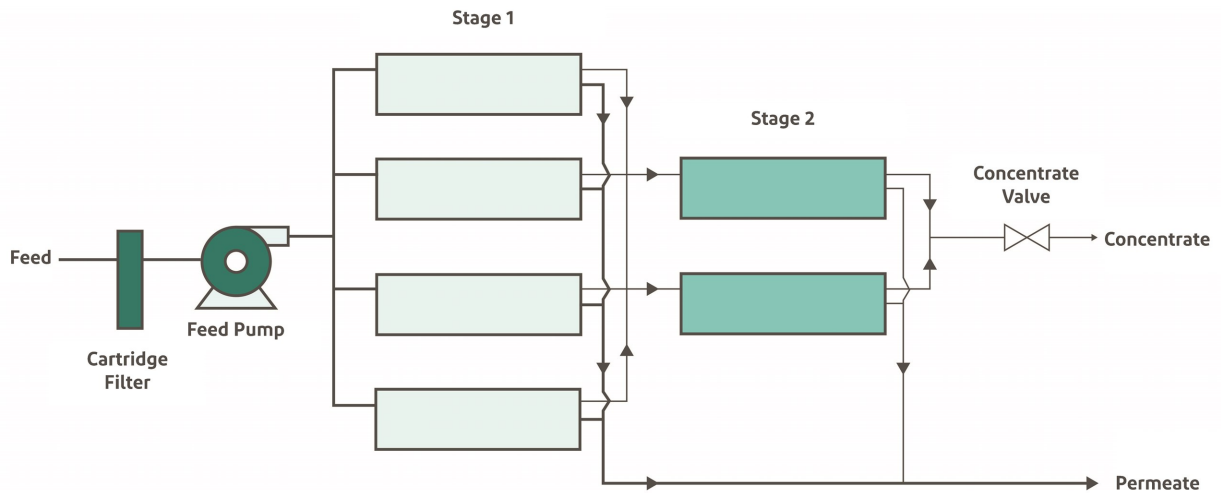 Stage 1
Stage 2
Concentrate
Valve
Feed
Concentrate
Feed Pump
Cartridge
Filter
Permeate